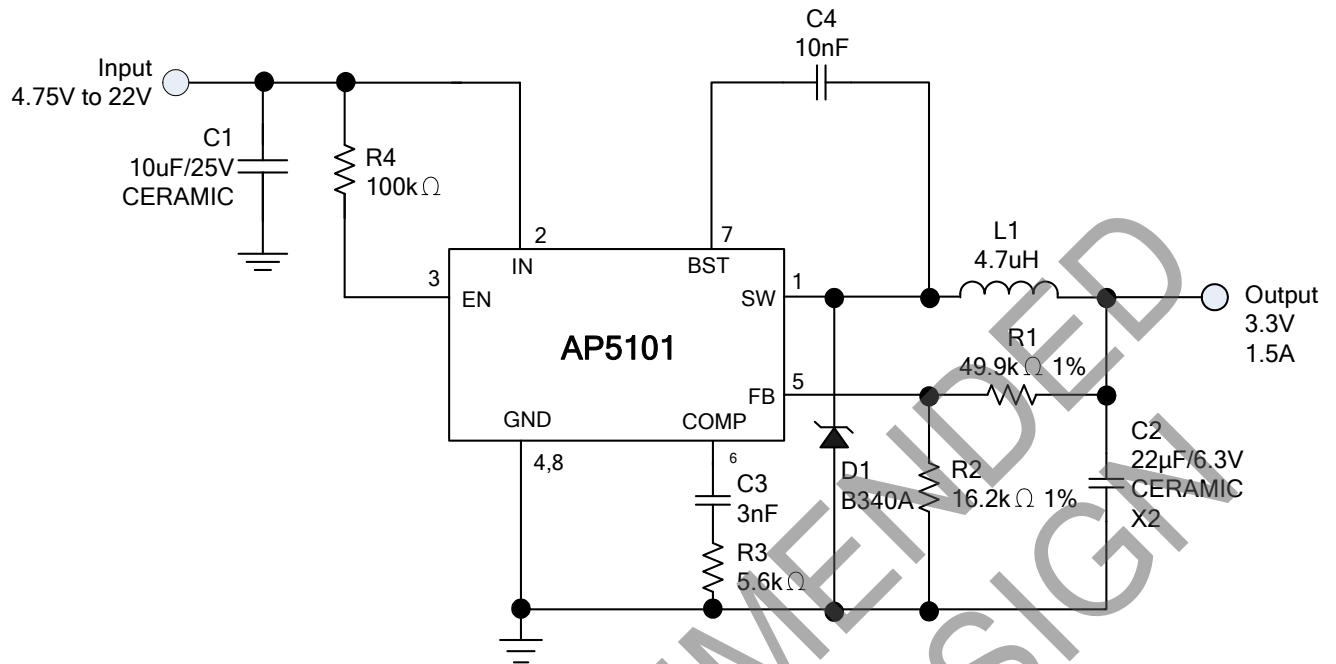 C4
10nF
Input
4.75V to 22V
C1
10uF/25V
CERAMIC
R4
100kΩ
2
7
IN
BST
3
EN
1
SW
L1
4.7uH
Output
3.3V
1.5A
AP5101
R1
49.9kΩ 1%
5
FB
GND
COMP
4,8
6
C3
3nF
R3
5.6kΩ
D1
B340A
R2
16.2kΩ 1%
C2
22µF/6.3V
CERAMIC
X2
MENDED
SIGN